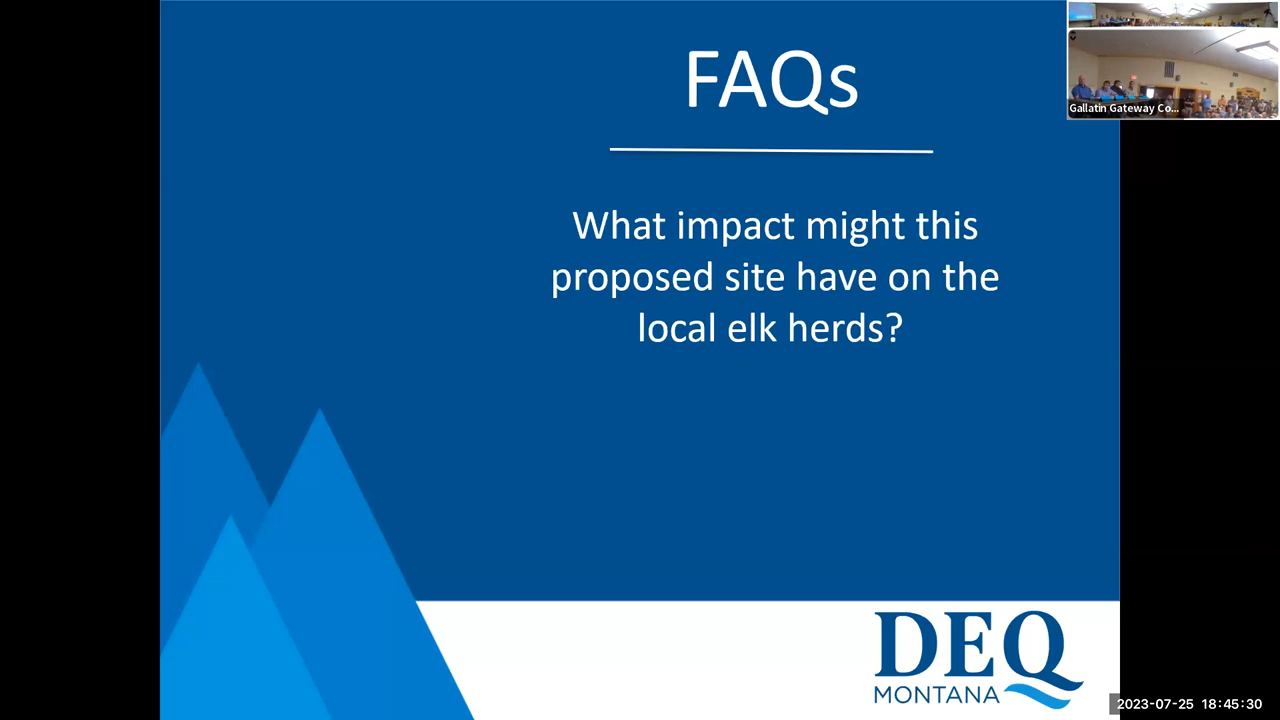 FAQs
What impact might this
proposed site have on the
local elk herds?
DEQ
MONTANA
Gallatin Gateway Co...
2023-07-25 18:45:30